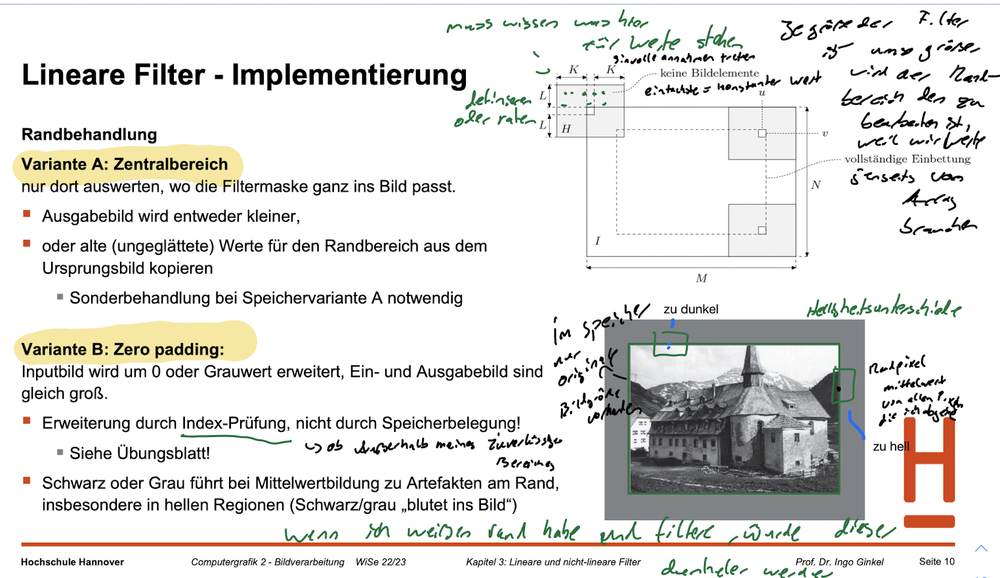 muss wissen was hier
für Werte stehen
sinvolle annahmen treffen
einfachste = konstanter wert
definieren
oder raten
Je größer der Filter
ist umso größer
wird der Rand-
bereich den zu
bearbeiten ist,
weil wir Werte
jenseits von
Array
brauchen
Lineare Filter - Implementierung
K K
keine Bildelemente
L
L
H
u
v
vollständige Einbettung
N
I
M
Randbehandlung
Variante A: Zentralbereich
nur dort auswerten, wo die Filtermaske ganz ins Bild passt.
Ausgabebild wird entweder kleiner,
oder alte (ungeglättete) Werte für den Randbereich aus dem
Ursprungsbild kopieren
Sonderbehandlung bei Speichervariante A notwendig
Variante B: Zero padding:
Inputbild wird um 0 oder Grauwert erweitert, Ein- und Ausgabebild sind
gleich groß.
Erweiterung durch Index-Prüfung, nicht durch Speicherbelegung!
↳ ob außerhalb meines
Siehe Übungsblatt!
Schwarz oder Grau führt bei Mittelwertbildung zu Artefakten am Rand,
insbesondere in hellen Regionen (Schwarz/grau „blutet ins Bild“)
zu dunkel
Helligkeitsunterschiede
im Speicher
nur
original
Bildgröße
vorhanden
Randpixel
mittelwert
von allen Pixeln
die ich abgehe
zu hell
wenn ich weißen rand habe und filtere, würde dieser
dunkeler werden
Hochschule Hannover
Computergrafik 2 - Bildverarbeitung WiSe 22/23
Kapitel 3: Lineare und nicht-lineare Filter
Prof. Dr. Ingo Ginkel
Seite 10